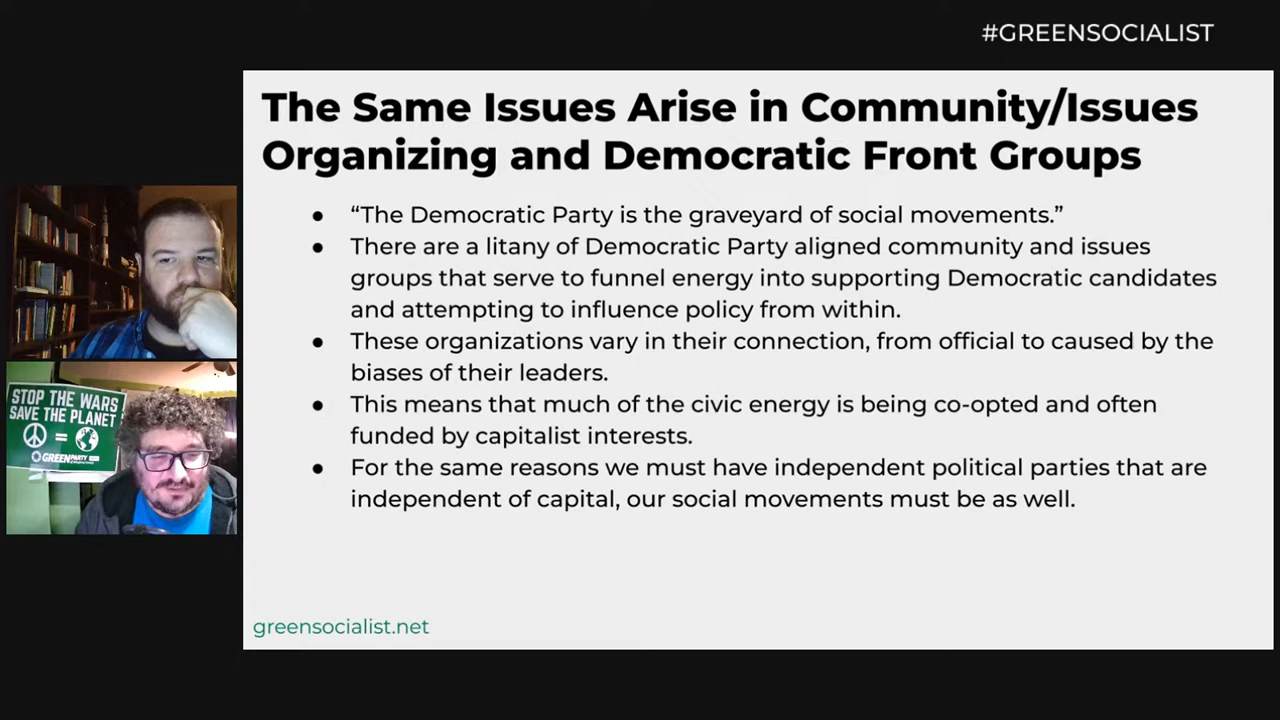 #GREENSOCIALIST
The Same Issues Arise in Community/Issues
Organizing and Democratic Front Groups
● “The Democratic Party is the graveyard of social movements.”
● There are a litany of Democratic Party aligned community and issues
groups that serve to funnel energy into supporting Democratic candidates
and attempting to influence policy from within.
● These organizations vary in their connection, from official to caused by the
biases of their leaders.
● This means that much of the civic energy is being co-opted and often
funded by capitalist interests.
● For the same reasons we must have independent political parties that are
independent of capital, our social movements must be as well.
STOP THE WARS
SAVE THE PLANET
=
GREENPARTY
greensocialist.net